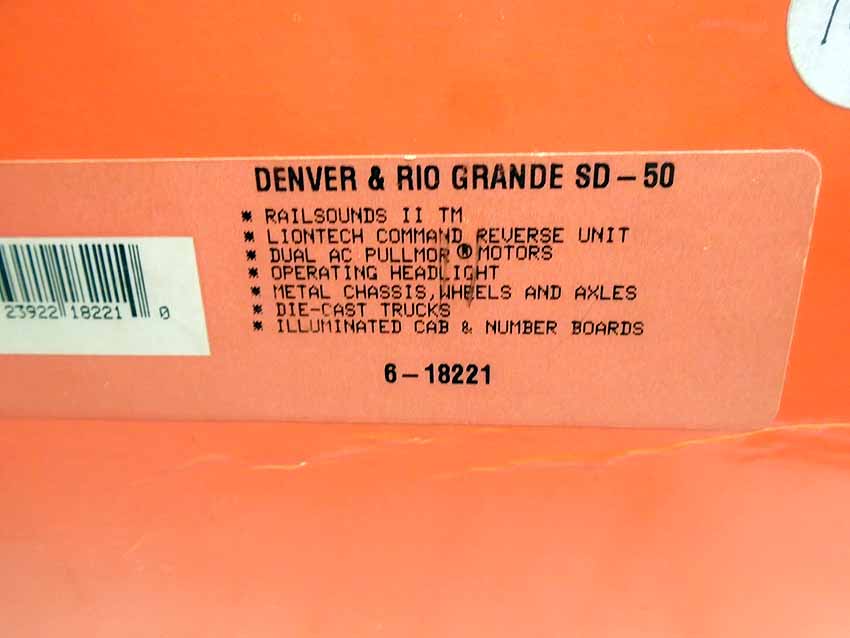 DENVER & RIO GRANDE SD-50
* RAILSOUNDS II TM
* LIONTECH COMMAND REVERSE UNIT
* DUAL AC PULLMOR ® MOTORS
* OPERATING HEADLIGHT
* METAL CHASSIS, WHEELS AND AXLES
* DIE-CAST TRUCKS
* ILLUMINATED CAB & NUMBER BOARDS
23922 18221 0
6-18221